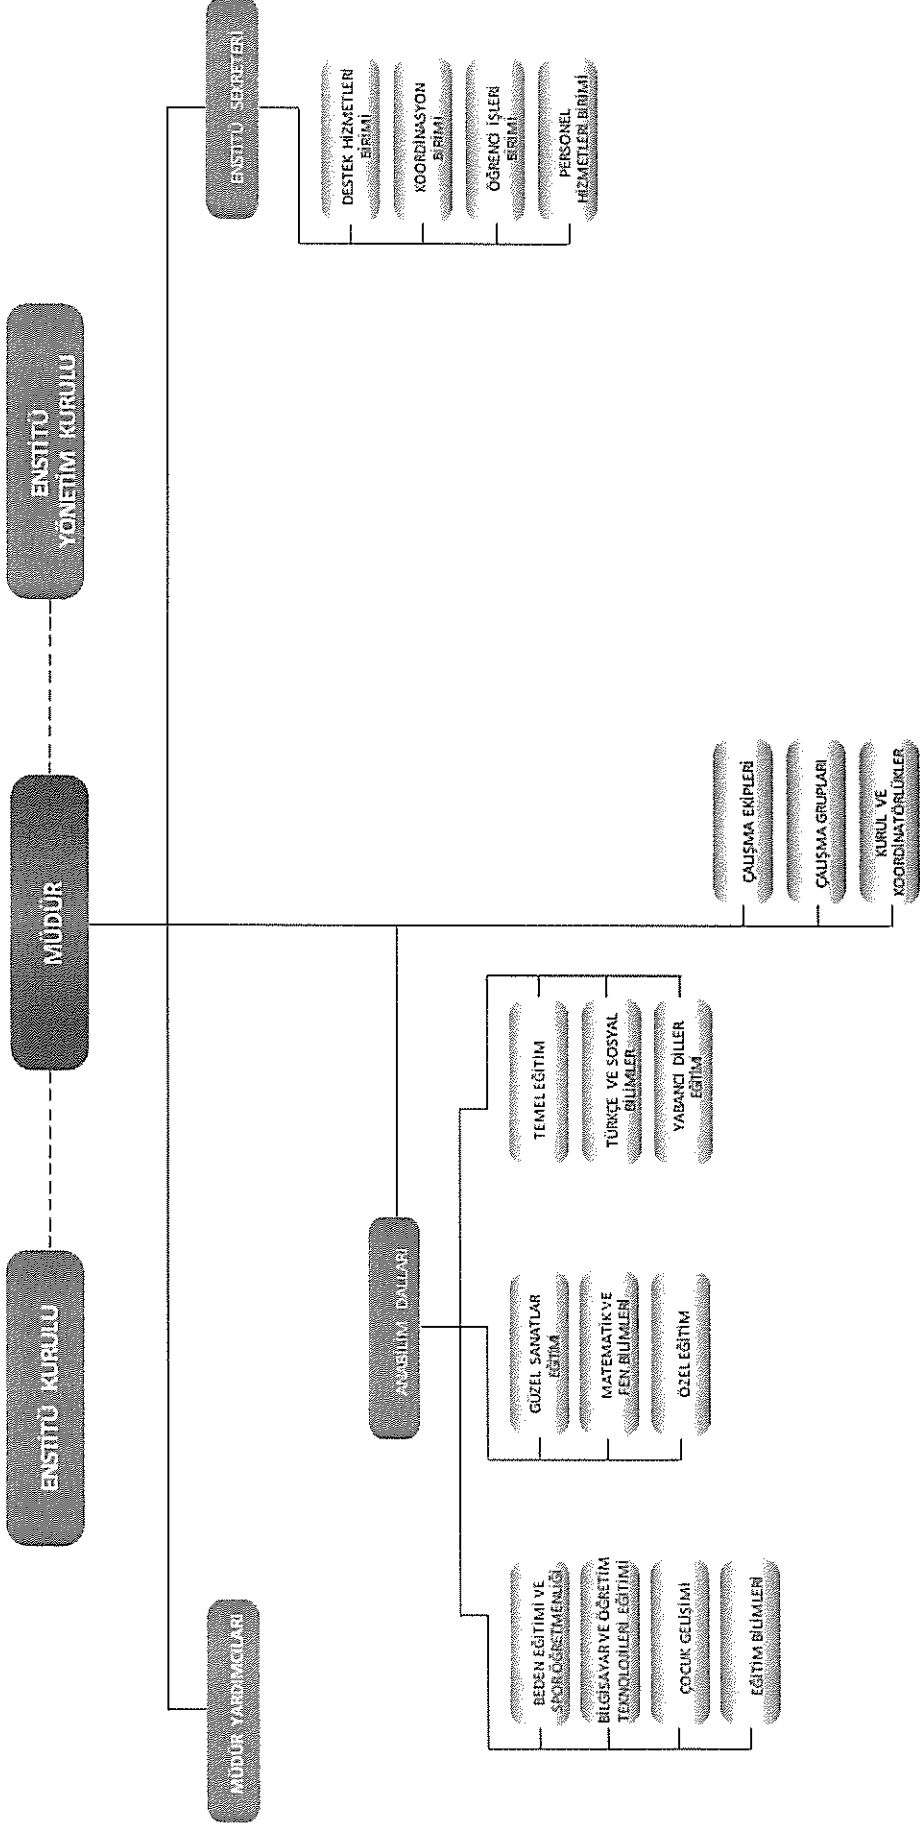 ENSTİTÜ KURULU
MÜDÜR
ENSTİTÜ
YÖNETİM KURULU
MÜDÜR YARDIMCILARI
ENSTİTÜ SEKRETERİ
DESTEK HİZMETLERİ
BİRİMİ
KOORDİNASYON
BİRİMİ
ÖĞRENCİ İŞLERİ
BİRİMİ
PERSONEL
HİZMETLERİ BİRİMİ
ANABİLİM DALLARI
BEDEN EĞİTİMİ VE
SPOR ÖĞRETMENLİĞİ
BİLGİSAYAR VE ÖĞRETİM
TEKNOLOJİLERİ EĞİTİMİ
ÇOCUK GELİŞİMİ
EĞİTİM BİLİMLERİ
GÜZEL SANATLAR
EĞİTİMİ
MATEMATİK VE
FEN BİLİMLERİ
ÖZEL EĞİTİM
TEMEL EĞİTİM
TÜRKÇE VE SOSYAL
BİLİMLER
YABANCI DİLLER
EĞİTİMİ
ÇALIŞMA EKİPLERİ
ÇALIŞMA GRUPLARI
KURUL VE
KOORDİNATÖRLÜKLER